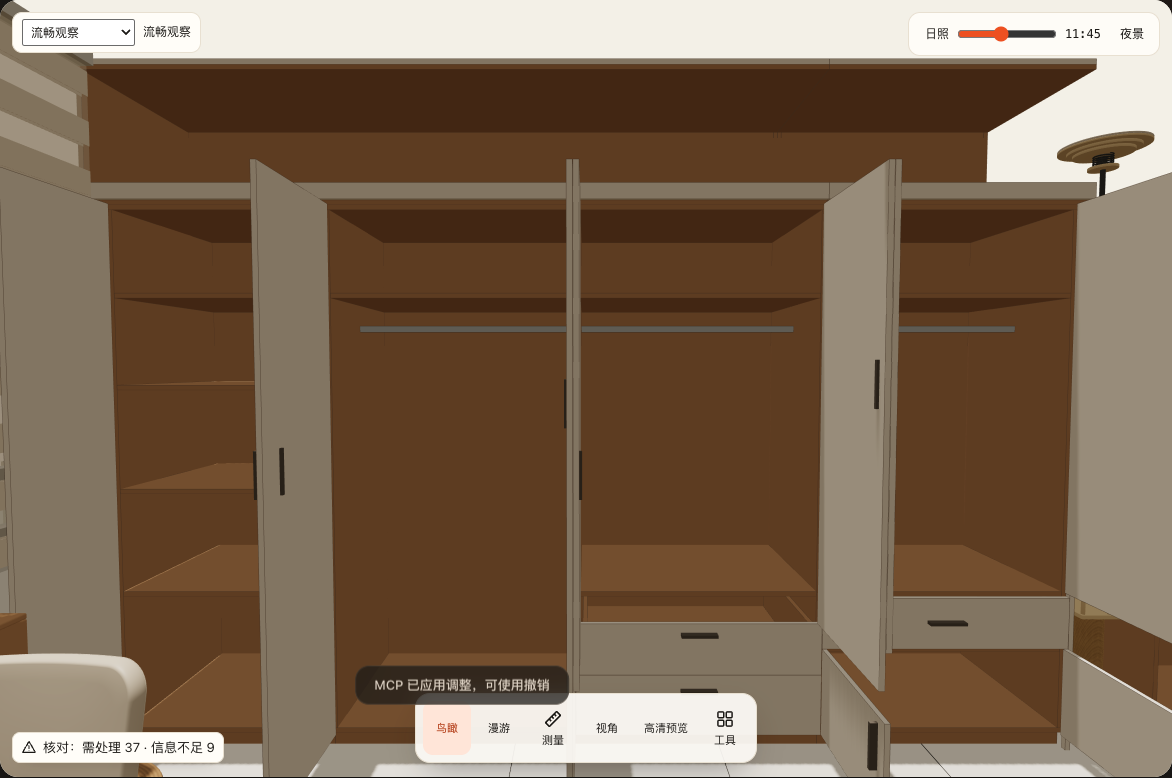 流畅观察
流畅观察
日照
11:45
夜景
MCP 已应用调整，可使用撤销
鸟瞰
漫游
测量
视角
高清预览
工具
核对：需处理 37 · 信息不足 9